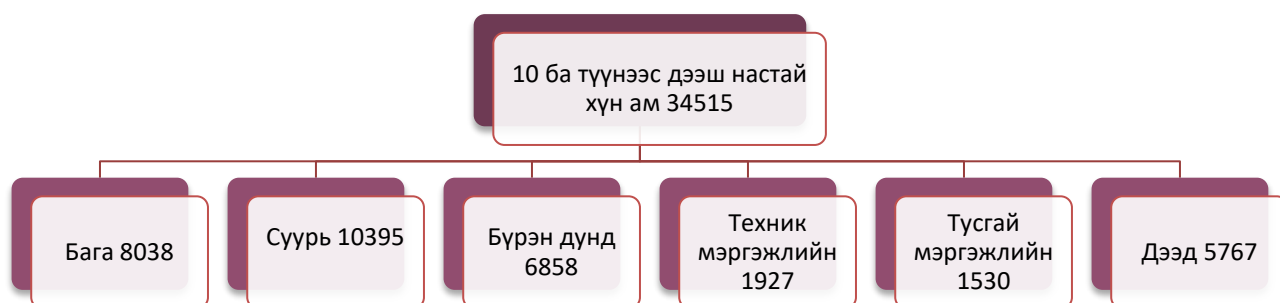 10 ба түүнээс дээш настай
хүн ам 34515
Бага 8038
Суурь 10395
Бүрэн дунд
6858
Техник
мэргэжлийн
1927
Тусгай
мэргэжлийн
1530
Дээд 5767